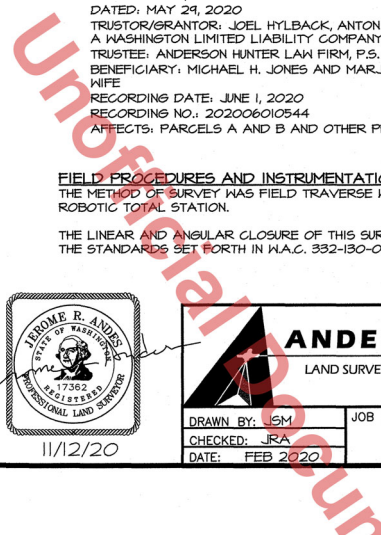 DATED: MAY 29, 2020
TRUSTOR/GRANTOR: JOEL HYLBACK, ANTON
A WASHINGTON LIMITED LIABILITY COMPANY
TRUSTEE: ANDERSON HUNTER LAW FIRM, P.S.
BENEFICIARY: MICHAEL H. JONES AND MARJ
WIFE
RECORDING DATE: JUNE 1, 2020
RECORDING NO.: 202006010544
AFFECTS: PARCELS A AND B AND OTHER P
FIELD PROCEDURES AND INSTRUMENTATI
THE METHOD OF SURVEY WAS FIELD TRAVERSE
ROBOTIC TOTAL STATION.
THE LINEAR AND ANGULAR CLOSURE OF THIS SUR
THE STANDARDS SET FORTH IN W.A.C. 332-130-0
JEROME R. ANDES
STATE OF WASHINGTON
17362
REGISTERED
PROFESSIONAL LAND SURVEYOR
11/12/20
ANDE
LAND SURVE
DRAWN BY: JSM
JOB
CHECKED: JRA
DATE: FEB 2020
Unofficial Docum